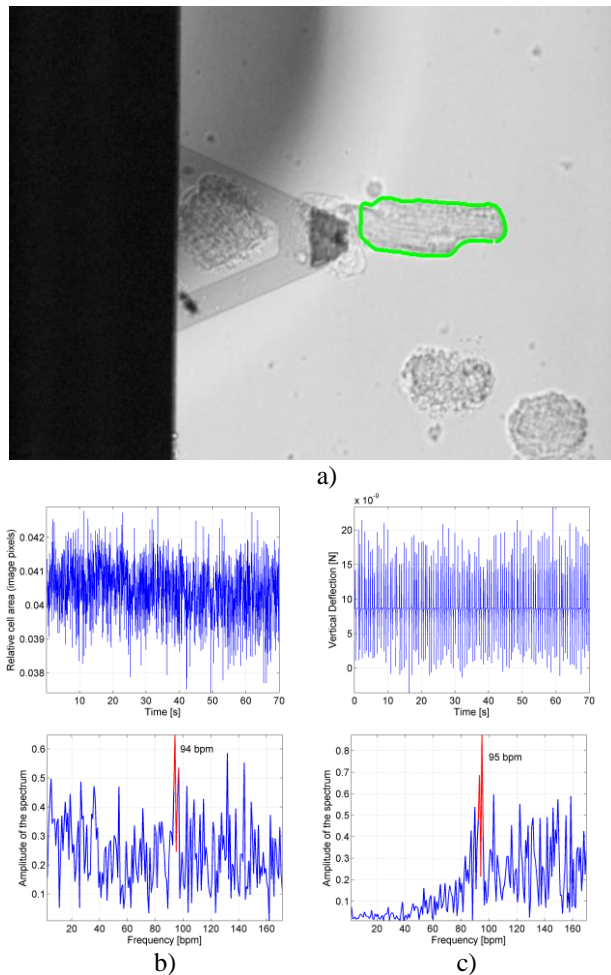 a)
x 10⁻⁹
Relative cell area (image pixels)
0.042
0.041
0.04
0.039
0.038
10 20 30 40 50 60 70
Time [s]
Vertical Deflection [N]
20
15
10
5
0
0 10 20 30 40 50 60 70
Time [s]
Amplitude of the spectrum
0.6
0.5
0.4
0.3
0.2
0.1
94 bpm
20 40 60 80 100 120 140 160
Frequency [bpm]
b)
Amplitude of the spectrum
0.8
0.7
0.6
0.5
0.4
0.3
0.2
0.1
95 bpm
20 40 60 80 100 120 140 160
Frequency [bpm]
c)